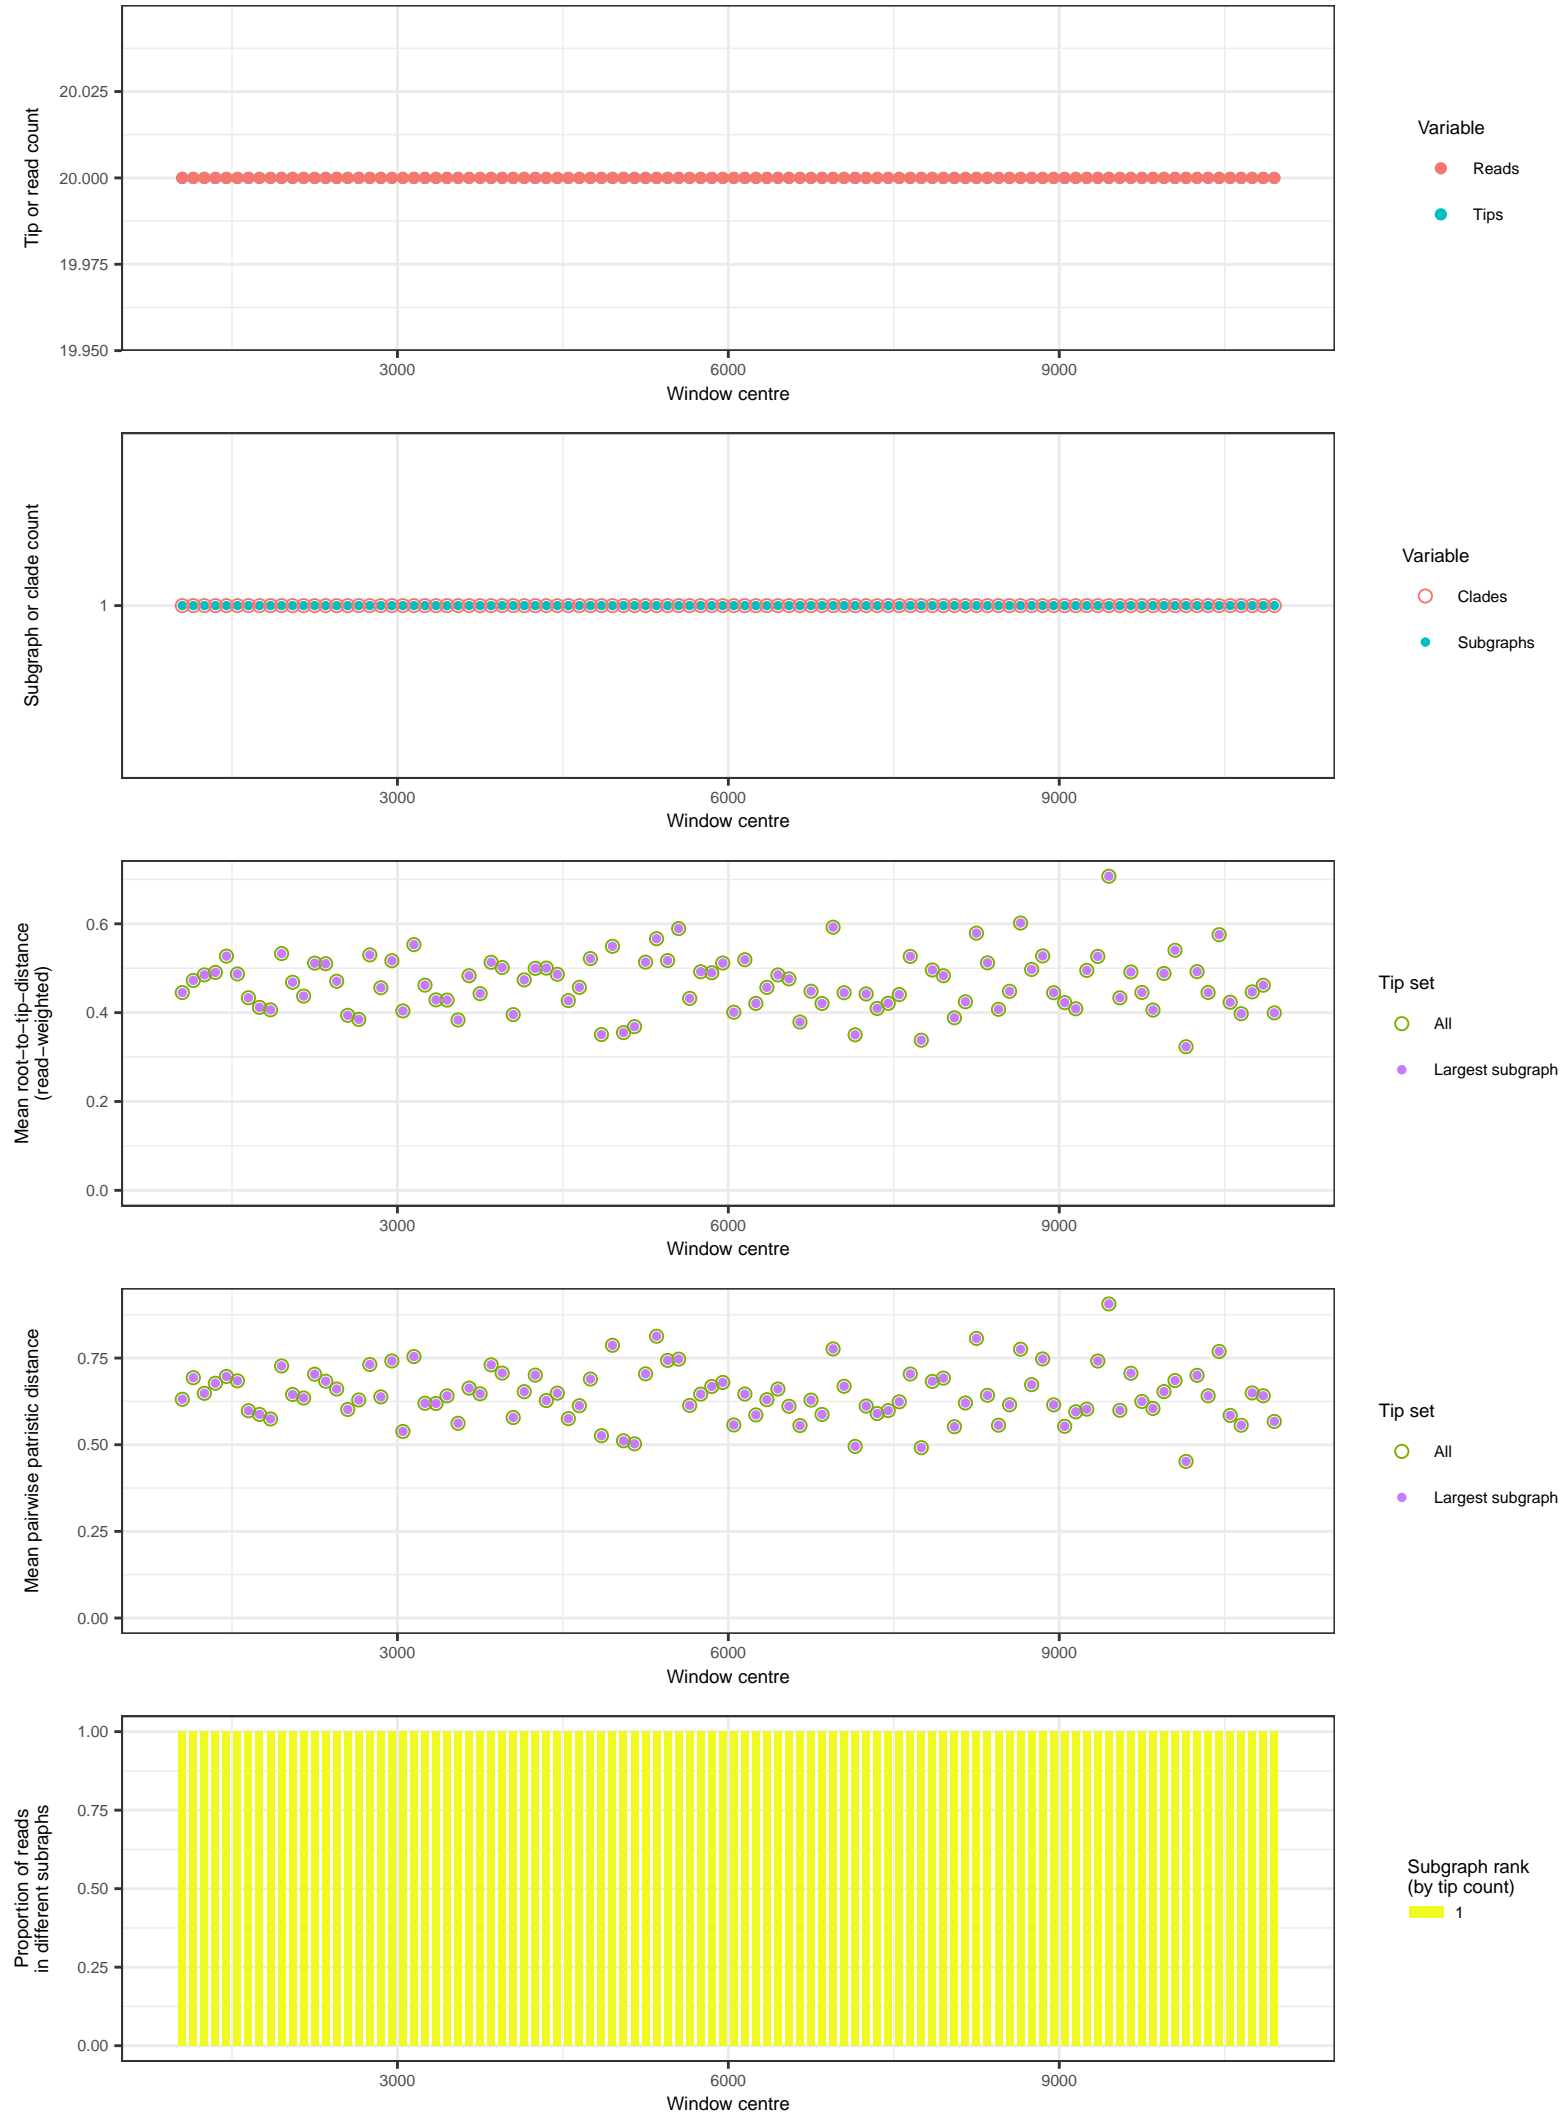 Tip or read count
20.025
20.000
19.975
19.950
3000
6000
9000
Window centre
Variable
Reads
Tips
Subgraph or clade count
1
3000
6000
9000
Window centre
Variable
Clades
Subgraphs
Mean root−to−tip−distance
(read−weighted)
0.6
0.4
0.2
0.0
3000
6000
9000
Window centre
Tip set
All
Largest subgraph
Mean pairwise patristic distance
0.75
0.50
0.25
0.00
3000
6000
9000
Window centre
Tip set
All
Largest subgraph
Proportion of reads
in different subraphs
1.00
0.75
0.50
0.25
0.00
3000
6000
9000
Window centre
Subgraph rank
(by tip count)
1